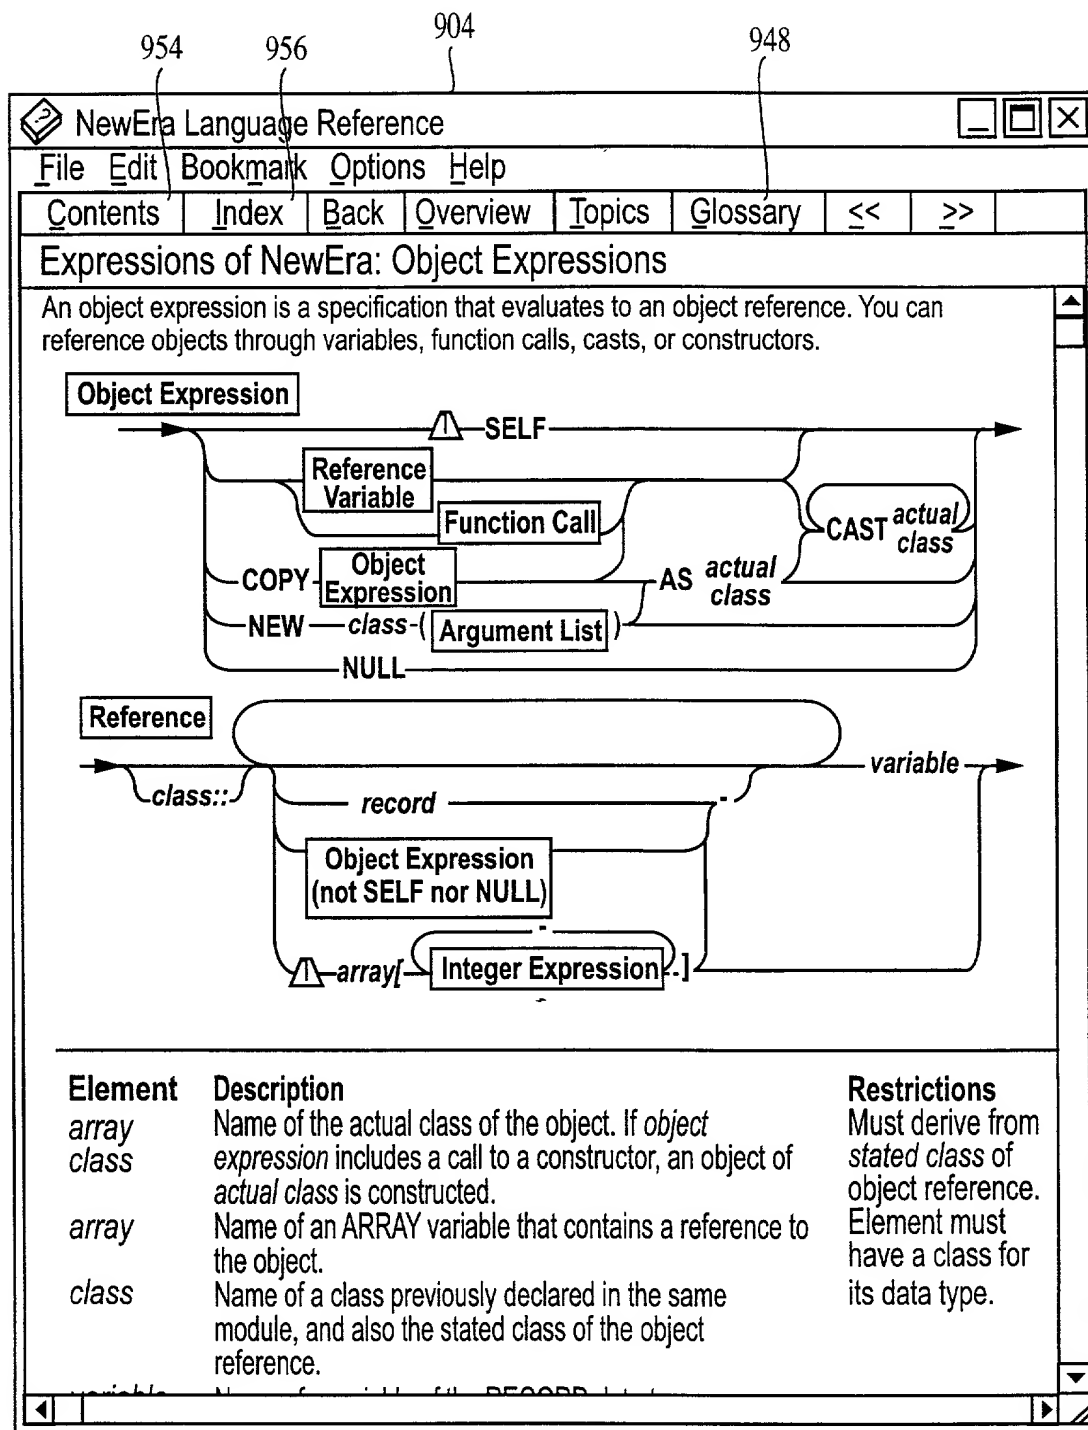 954 956 904 948
NewEra Language Reference
File Edit Bookmark Options Help
Contents Index Back Overview Topics Glossary << >>
Expressions of NewEra: Object Expressions
An object expression is a specification that evaluates to an object reference. You can
reference objects through variables, function calls, casts, or constructors.
Object Expression
SELF
Reference
Variable
Function Call
CAST actual
class
COPY Object
Expression
AS actual
class
NEW class ( Argument List )
NULL
Reference
class::
variable
record
Object Expression
(not SELF nor NULL)
array[ Integer Expression ]
Element Description Restrictions
array Name of the actual class of the object. If object Must derive from
class expression includes a call to a constructor, an object of stated class of
actual class is constructed. object reference.
array Name of an ARRAY variable that contains a reference to Element must
the object. have a class for
class Name of a class previously declared in the same its data type.
module, and also the stated class of the object
reference.